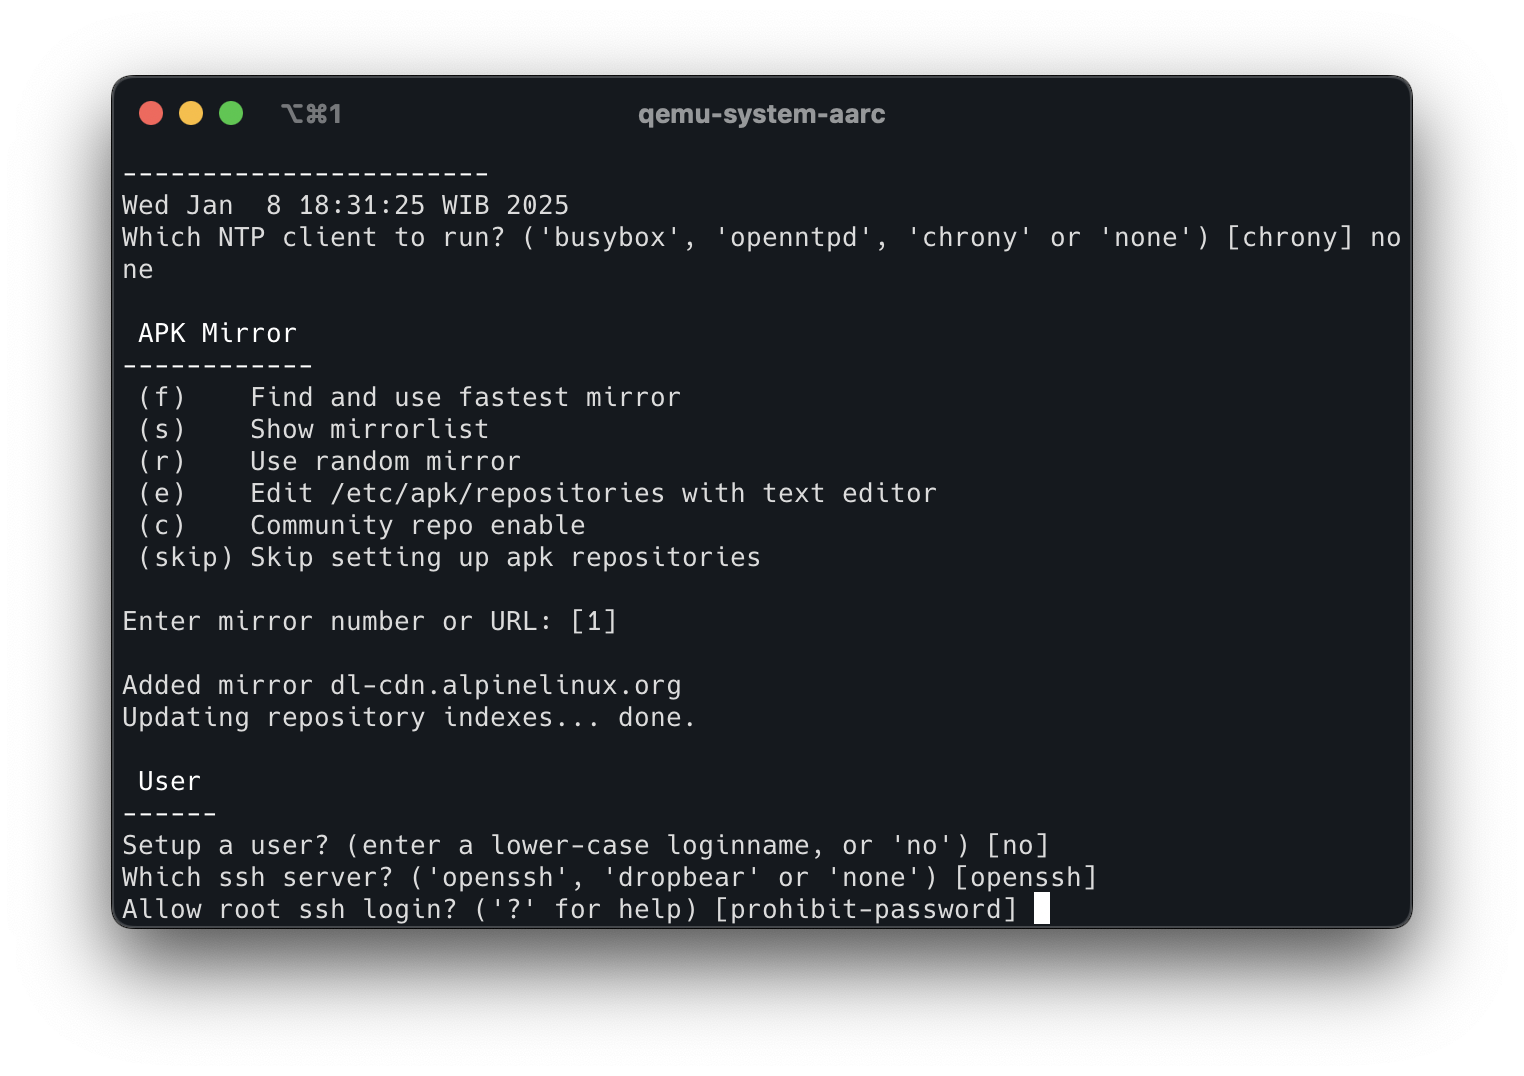 ⌥⌘1
qemu-system-aarc
-----------------------
Wed Jan  8 18:31:25 WIB 2025
Which NTP client to run? ('busybox', 'openntpd', 'chrony' or 'none') [chrony] no
ne
 APK Mirror
------------
 (f)    Find and use fastest mirror
 (s)    Show mirrorlist
 (r)    Use random mirror
 (e)    Edit /etc/apk/repositories with text editor
 (c)    Community repo enable
 (skip) Skip setting up apk repositories
Enter mirror number or URL: [1]
Added mirror dl-cdn.alpinelinux.org
Updating repository indexes... done.
 User
------
Setup a user? (enter a lower-case loginname, or 'no') [no]
Which ssh server? ('openssh', 'dropbear' or 'none') [openssh]
Allow root ssh login? ('?' for help) [prohibit-password]